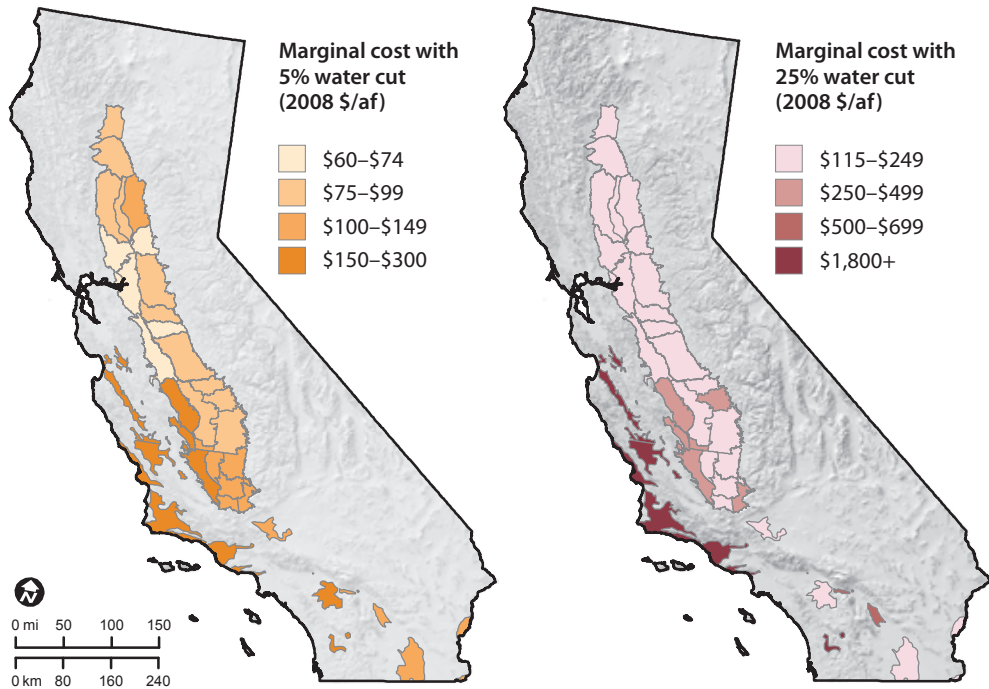 Marginal cost with
5% water cut
(2008 $/af)
$60–$74
$75–$99
$100–$149
$150–$300
Marginal cost with
25% water cut
(2008 $/af)
$115–$249
$250–$499
$500–$699
$1,800+
N
0 mi 50 100 150
0 km 80 160 240